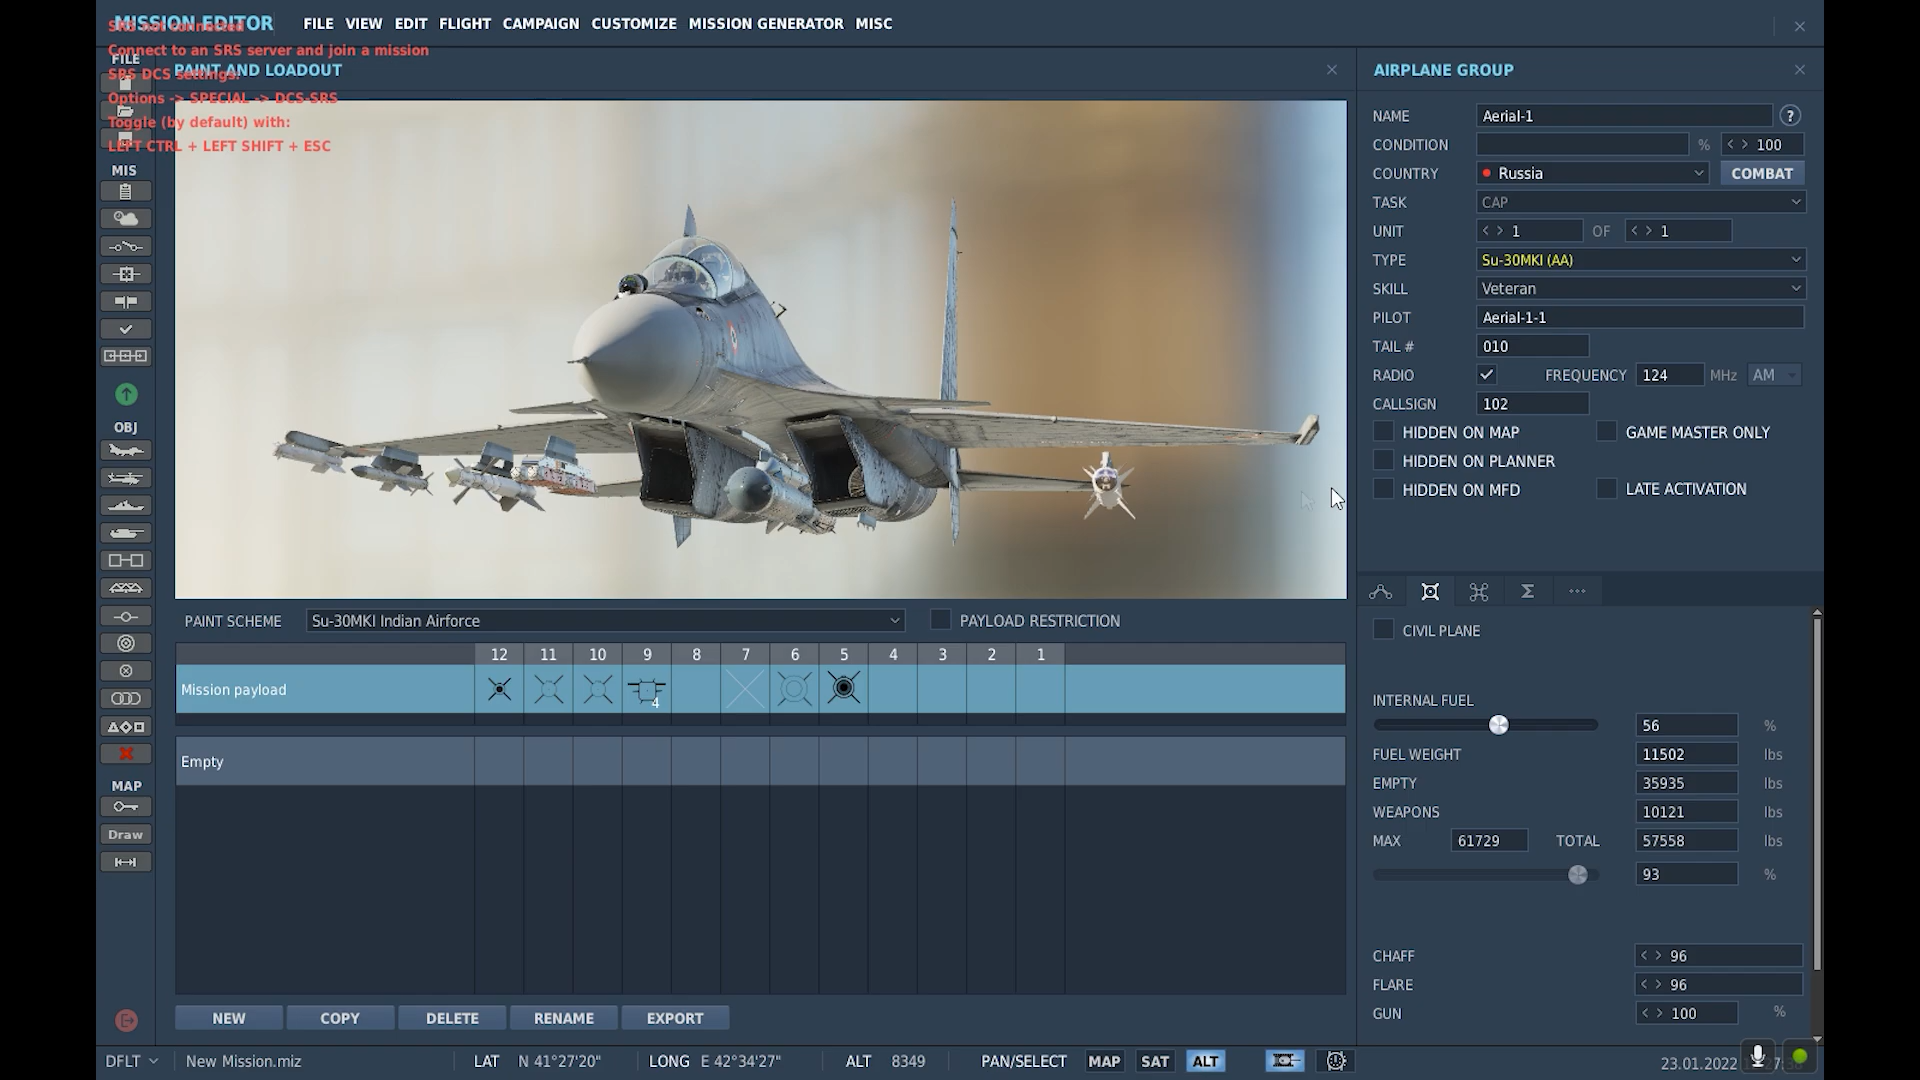 MISSION EDITOR
FILE VIEW EDIT FLIGHT CAMPAIGN CUSTOMIZE MISSION GENERATOR MISC
SRS not connected
Connect to an SRS server and join a mission
SRS DCS settings:
Options -> SPECIAL -> DCS-SRS
Toggle (by default) with:
LEFT CTRL + LEFT SHIFT + ESC
FILE
MIS
OBJ
MAP
Draw
PAINT AND LOADOUT
PAINT SCHEME Su-30MKI Indian Airforce PAYLOAD RESTRICTION
12 11 10 9 8 7 6 5 4 3 2 1
Mission payload 4
Empty
NEW COPY DELETE RENAME EXPORT
AIRPLANE GROUP
NAME Aerial-1 ?
CONDITION % < > 100
COUNTRY Russia COMBAT
TASK CAP
UNIT < > 1 OF < > 1
TYPE Su-30MKI (AA)
SKILL Veteran
PILOT Aerial-1-1
TAIL # 010
RADIO FREQUENCY 124 MHz AM
CALLSIGN 102
HIDDEN ON MAP GAME MASTER ONLY
HIDDEN ON PLANNER
HIDDEN ON MFD LATE ACTIVATION
CIVIL PLANE
INTERNAL FUEL
56 %
FUEL WEIGHT 11502 lbs
EMPTY 35935 lbs
WEAPONS 10121 lbs
MAX 61729 TOTAL 57558 lbs
93 %
CHAFF < > 96
FLARE < > 96
GUN < > 100 %
DFLT New Mission.miz LAT N 41°27'20" LONG E 42°34'27" ALT 8349 PAN/SELECT MAP SAT ALT 23.01.2022